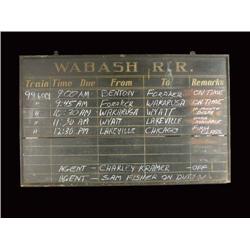 WABASH R.R.
Train Time Due From To Remarks
9:00 AM BENTON FORAKER ON TIME
" 9:45 AM FORAKER WAKARUSA ON TIME
" 10:30 AM WAKARUSA WYATT
" 11:30 AM WYATT LAKEVILLE
" 12:30 PM LAKEVILLE CHICAGO
AGENT - CHARLEY KRAMER - OFF
AGENT - SAM FISHER ON DUTY